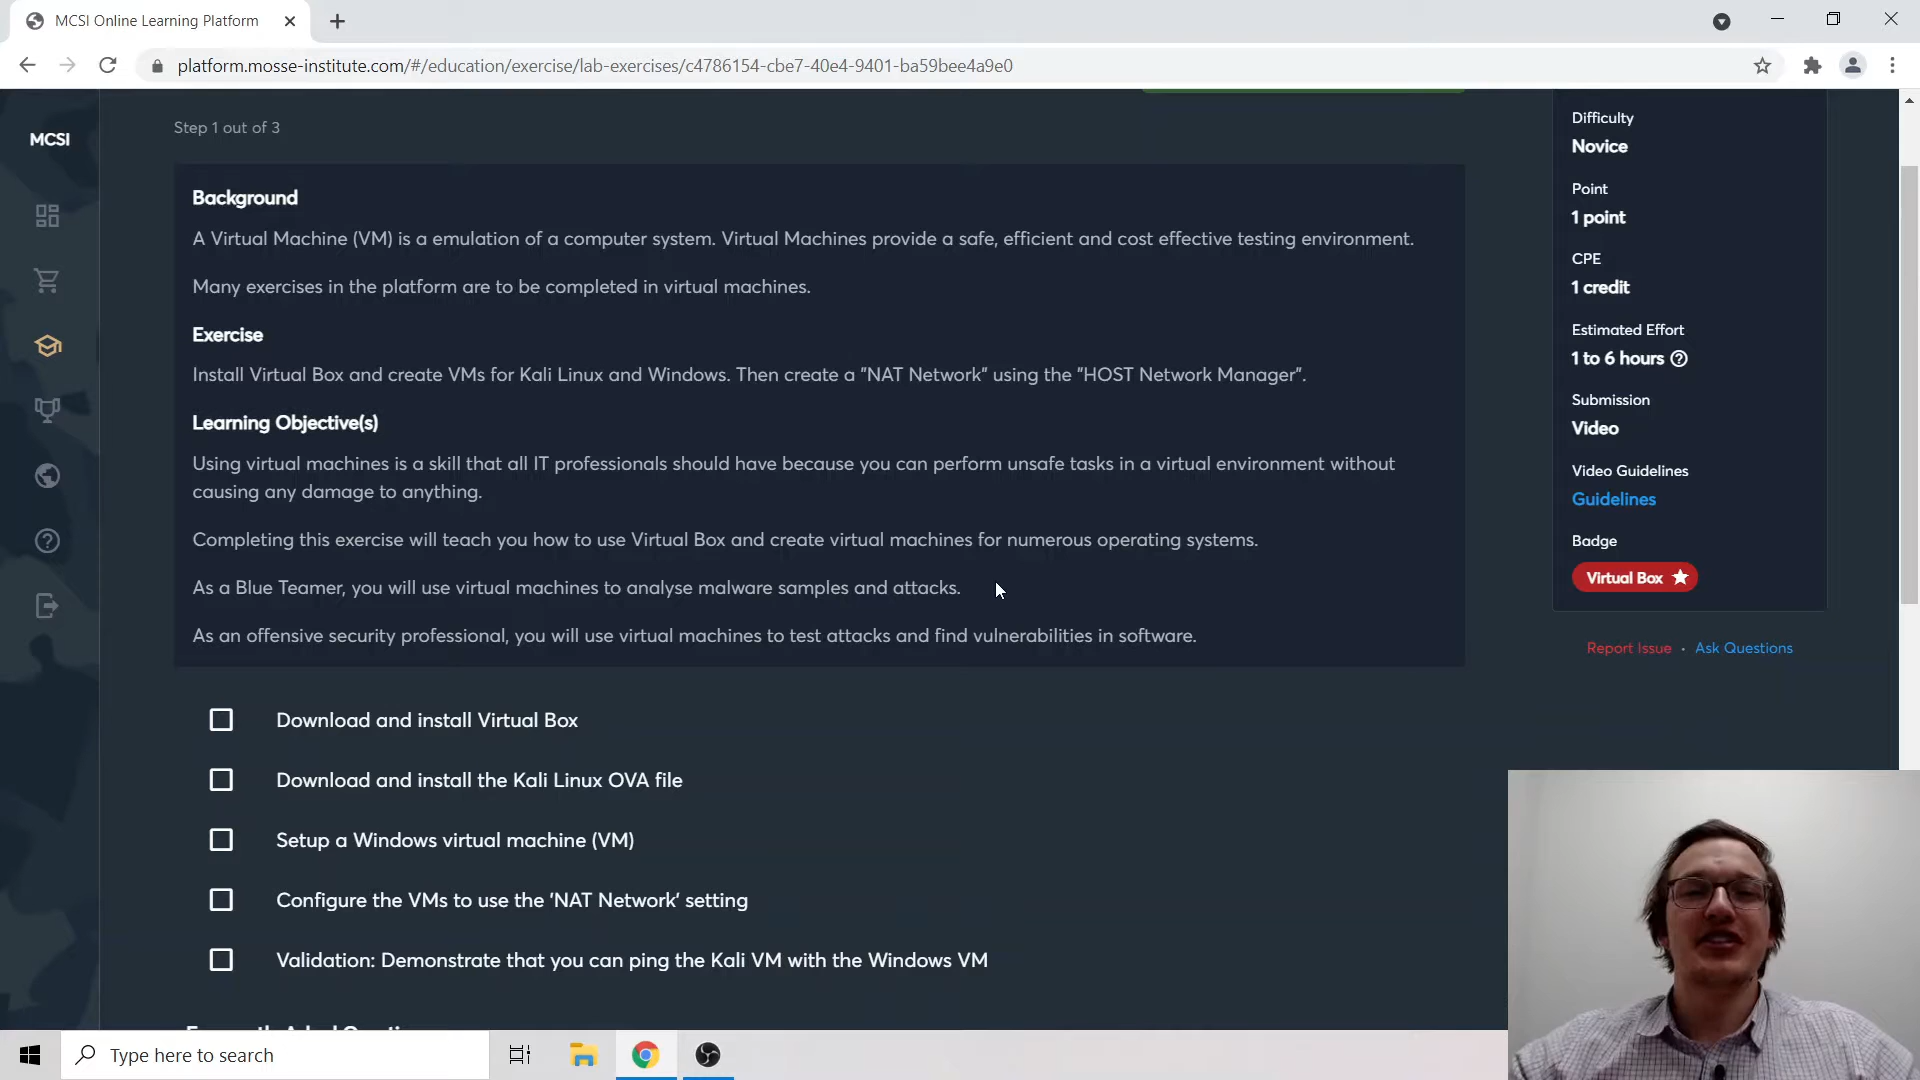 MCSI Online Learning Platform
platform.mosse-institute.com/#/education/exercise/lab-exercises/c4786154-cbe7-40e4-9401-ba59bee4a9e0
MCSI
Step 1 out of 3
Background
A Virtual Machine (VM) is a emulation of a computer system. Virtual Machines provide a safe, efficient and cost effective testing environment.
Many exercises in the platform are to be completed in virtual machines.
Exercise
Install Virtual Box and create VMs for Kali Linux and Windows. Then create a "NAT Network" using the "HOST Network Manager".
Learning Objective(s)
Using virtual machines is a skill that all IT professionals should have because you can perform unsafe tasks in a virtual environment without
causing any damage to anything.
Completing this exercise will teach you how to use Virtual Box and create virtual machines for numerous operating systems.
As a Blue Teamer, you will use virtual machines to analyse malware samples and attacks.
As an offensive security professional, you will use virtual machines to test attacks and find vulnerabilities in software.
Download and install Virtual Box
Download and install the Kali Linux OVA file
Setup a Windows virtual machine (VM)
Configure the VMs to use the 'NAT Network' setting
Validation: Demonstrate that you can ping the Kali VM with the Windows VM
Difficulty
Novice
Point
1 point
CPE
1 credit
Estimated Effort
1 to 6 hours
Submission
Video
Video Guidelines
Guidelines
Badge
Virtual Box
Report Issue · Ask Questions
Type here to search